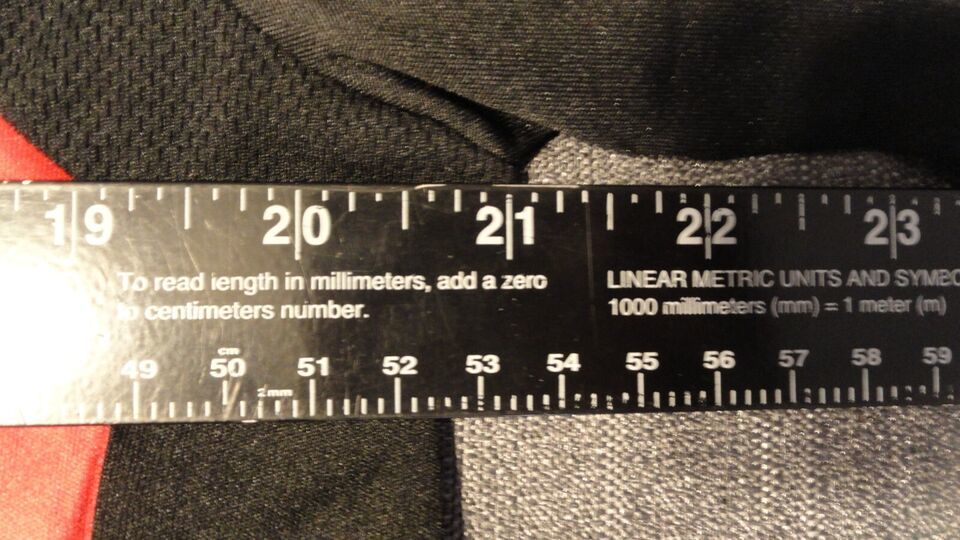 19 20 21 22 23
To read length in millimeters, add a zero
to centimeters number.
LINEAR METRIC UNITS AND SYMBO
1000 millimeters (mm) = 1 meter (m)
cm
49 50 51 52 53 54 55 56 57 58 59
2mm